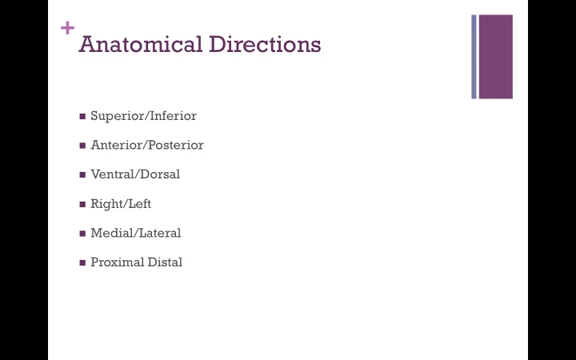 Anatomical Directions
Superior/Inferior
Anterior/Posterior
Ventral/Dorsal
Right/Left
Medial/Lateral
Proximal Distal